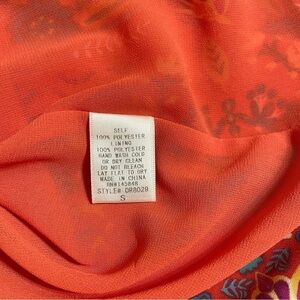 SELF
100% POLYESTER
LINING
100% POLYESTER
HAND WASH COLD
OR DRY CLEAN
DO NOT BLEACH
LAY FLAT TO DRY
MADE IN CHINA
RN#145848
STYLE# DR8029
S